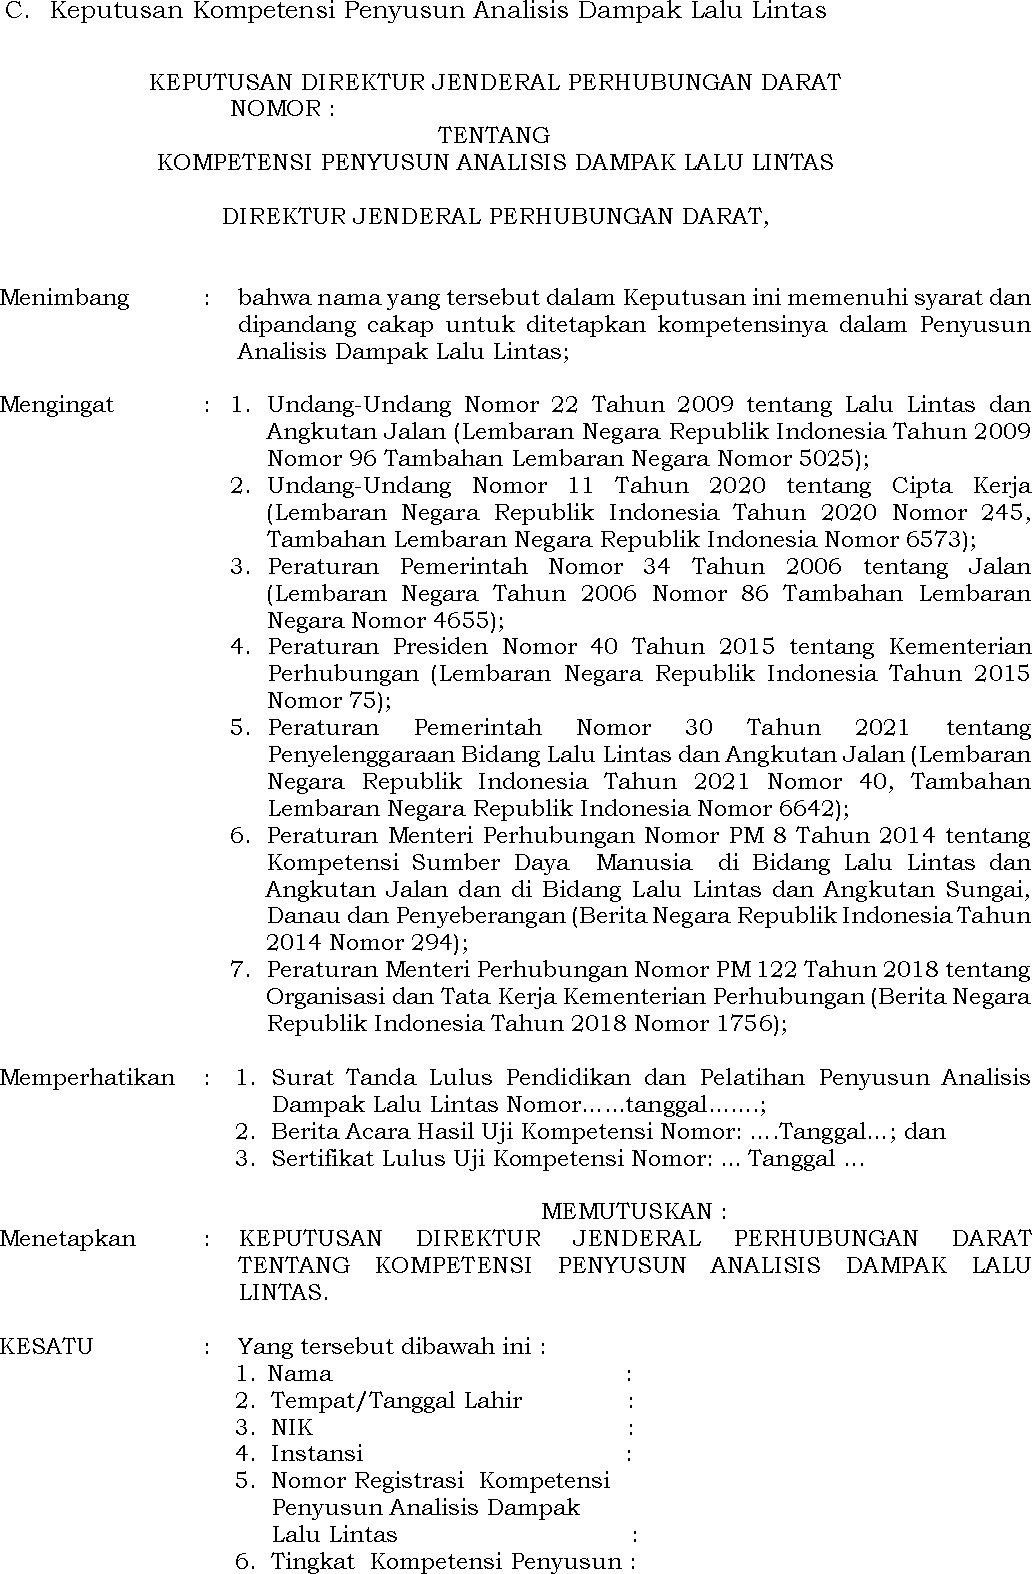 C. Keputusan Kompetensi Penyusun Analisis Dampak Lalu Lintas
KEPUTUSAN DIREKTUR JENDERAL PERHUBUNGAN DARAT
NOMOR :
TENTANG
KOMPETENSI PENYUSUN ANALISIS DAMPAK LALU LINTAS
DIREKTUR JENDERAL PERHUBUNGAN DARAT,
Menimbang : bahwa nama yang tersebut dalam Keputusan ini memenuhi syarat dan
dipandang cakap untuk ditetapkan kompetensinya dalam Penyusun
Analisis Dampak Lalu Lintas;
Mengingat : 1. Undang-Undang Nomor 22 Tahun 2009 tentang Lalu Lintas dan
Angkutan Jalan (Lembaran Negara Republik Indonesia Tahun 2009
Nomor 96 Tambahan Lembaran Negara Nomor 5025);
2. Undang-Undang Nomor 11 Tahun 2020 tentang Cipta Kerja
(Lembaran Negara Republik Indonesia Tahun 2020 Nomor 245,
Tambahan Lembaran Negara Republik Indonesia Nomor 6573);
3. Peraturan Pemerintah Nomor 34 Tahun 2006 tentang Jalan
(Lembaran Negara Tahun 2006 Nomor 86 Tambahan Lembaran
Negara Nomor 4655);
4. Peraturan Presiden Nomor 40 Tahun 2015 tentang Kementerian
Perhubungan (Lembaran Negara Republik Indonesia Tahun 2015
Nomor 75);
5. Peraturan Pemerintah Nomor 30 Tahun 2021 tentang
Penyelenggaraan Bidang Lalu Lintas dan Angkutan Jalan (Lembaran
Negara Republik Indonesia Tahun 2021 Nomor 40, Tambahan
Lembaran Negara Republik Indonesia Nomor 6642);
6. Peraturan Menteri Perhubungan Nomor PM 8 Tahun 2014 tentang
Kompetensi Sumber Daya Manusia di Bidang Lalu Lintas dan
Angkutan Jalan dan di Bidang Lalu Lintas dan Angkutan Sungai,
Danau dan Penyeberangan (Berita Negara Republik Indonesia Tahun
2014 Nomor 294);
7. Peraturan Menteri Perhubungan Nomor PM 122 Tahun 2018 tentang
Organisasi dan Tata Kerja Kementerian Perhubungan (Berita Negara
Republik Indonesia Tahun 2018 Nomor 1756);
Memperhatikan : 1. Surat Tanda Lulus Pendidikan dan Pelatihan Penyusun Analisis
Dampak Lalu Lintas Nomor......tanggal.......;
2. Berita Acara Hasil Uji Kompetensi Nomor: ....Tanggal...; dan
3. Sertifikat Lulus Uji Kompetensi Nomor: ... Tanggal ...
MEMUTUSKAN :
Menetapkan : KEPUTUSAN DIREKTUR JENDERAL PERHUBUNGAN DARAT
TENTANG KOMPETENSI PENYUSUN ANALISIS DAMPAK LALU
LINTAS.
KESATU : Yang tersebut dibawah ini :
1. Nama :
2. Tempat/Tanggal Lahir :
3. NIK :
4. Instansi :
5. Nomor Registrasi Kompetensi
Penyusun Analisis Dampak
Lalu Lintas :
6. Tingkat Kompetensi Penyusun :